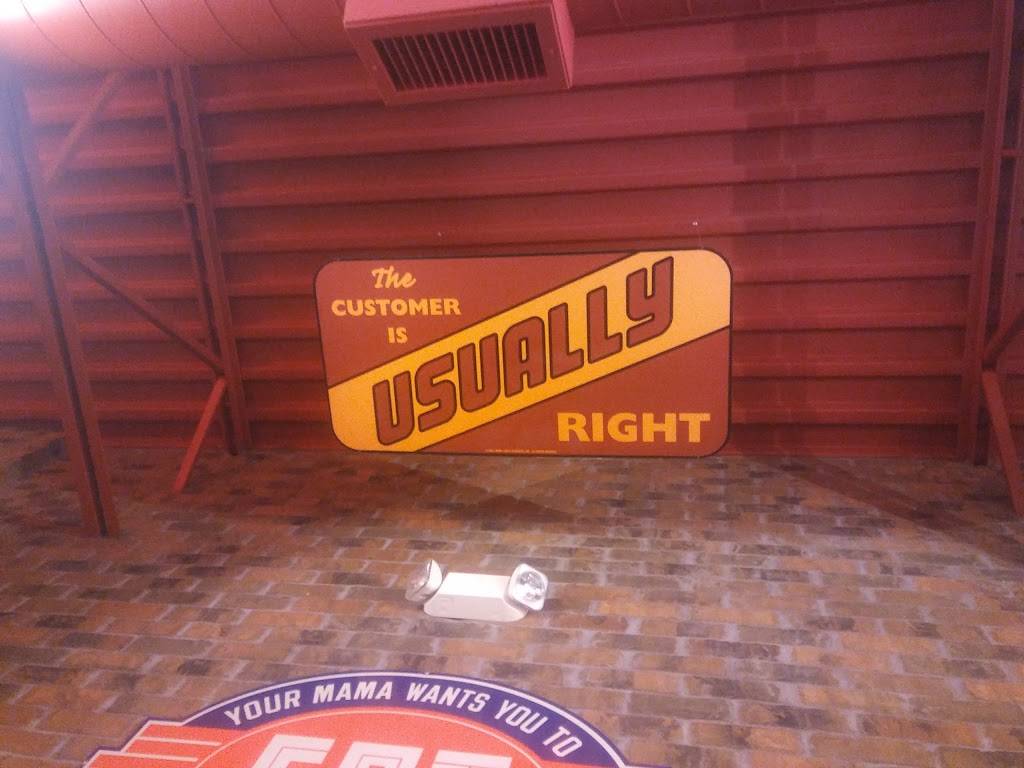 The
CUSTOMER
IS
USUALLY
RIGHT
YOUR MAMA WANTS YOU TO